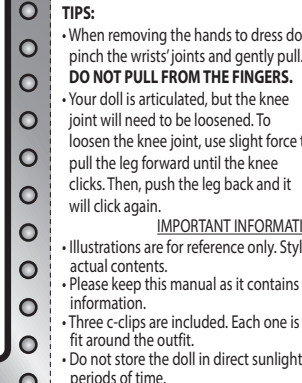 TIPS:
• When removing the hands to dress do
pinch the wrists' joints and gently pull.
DO NOT PULL FROM THE FINGERS.
• Your doll is articulated, but the knee
joint will need to be loosened. To
loosen the knee joint, use slight force t
pull the leg forward until the knee
clicks. Then, push the leg back and it
will click again.
IMPORTANT INFORMATI
• Illustrations are for reference only. Styl
actual contents.
• Please keep this manual as it contains
information.
• Three c-clips are included. Each one is
fit around the outfit.
• Do not store the doll in direct sunlight
periods of time.